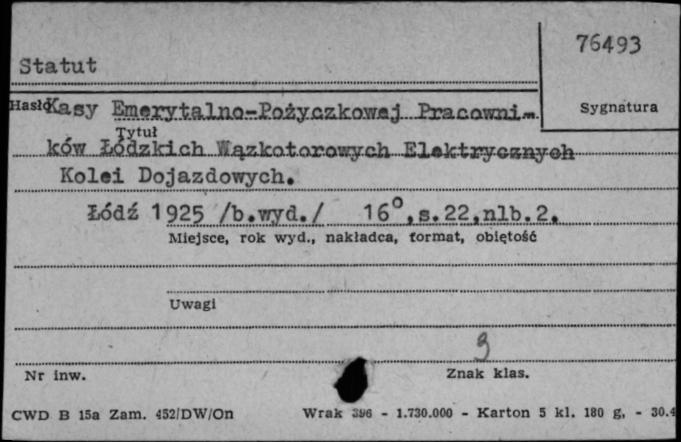 76493
Statut
Hasło Kasy Emerytalno-Pożyczkowej Pracowni-
Sygnatura
Tytuł
ków Łódzkich Wązkotorowych Elektrycznych
Kolei Dojazdowych.
Łódź 1925 /b.wyd./ 16°,s.22,nlb.2.
Miejsce, rok wyd., nakładca, format, objętość
Uwagi
9
Nr inw.
Znak klas.
CWD B 15a Zam. 452/DW/On Wrak 396 - 1.730.000 - Karton 5 kl. 180 g, - 30.4